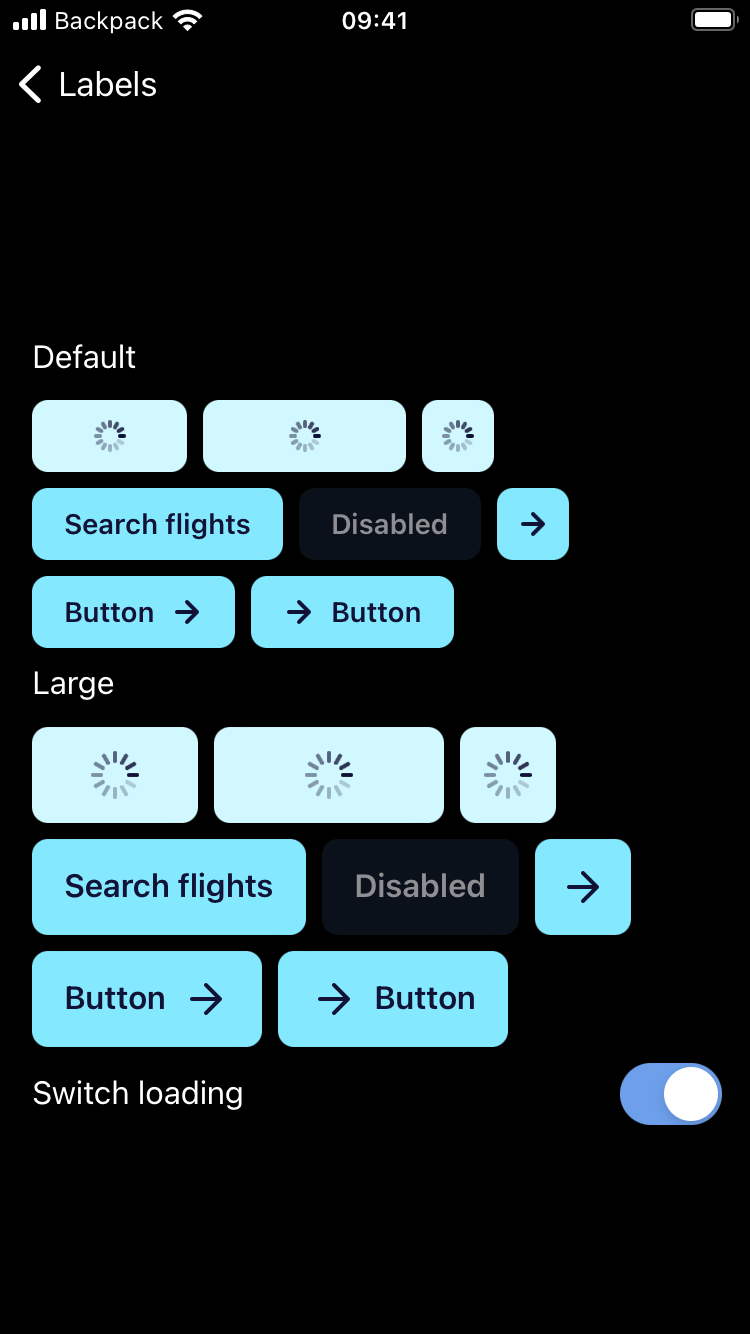 Backpack 09:41
Labels
Default
Search flights Disabled
Button Button
Large
Search flights Disabled
Button Button
Switch loading